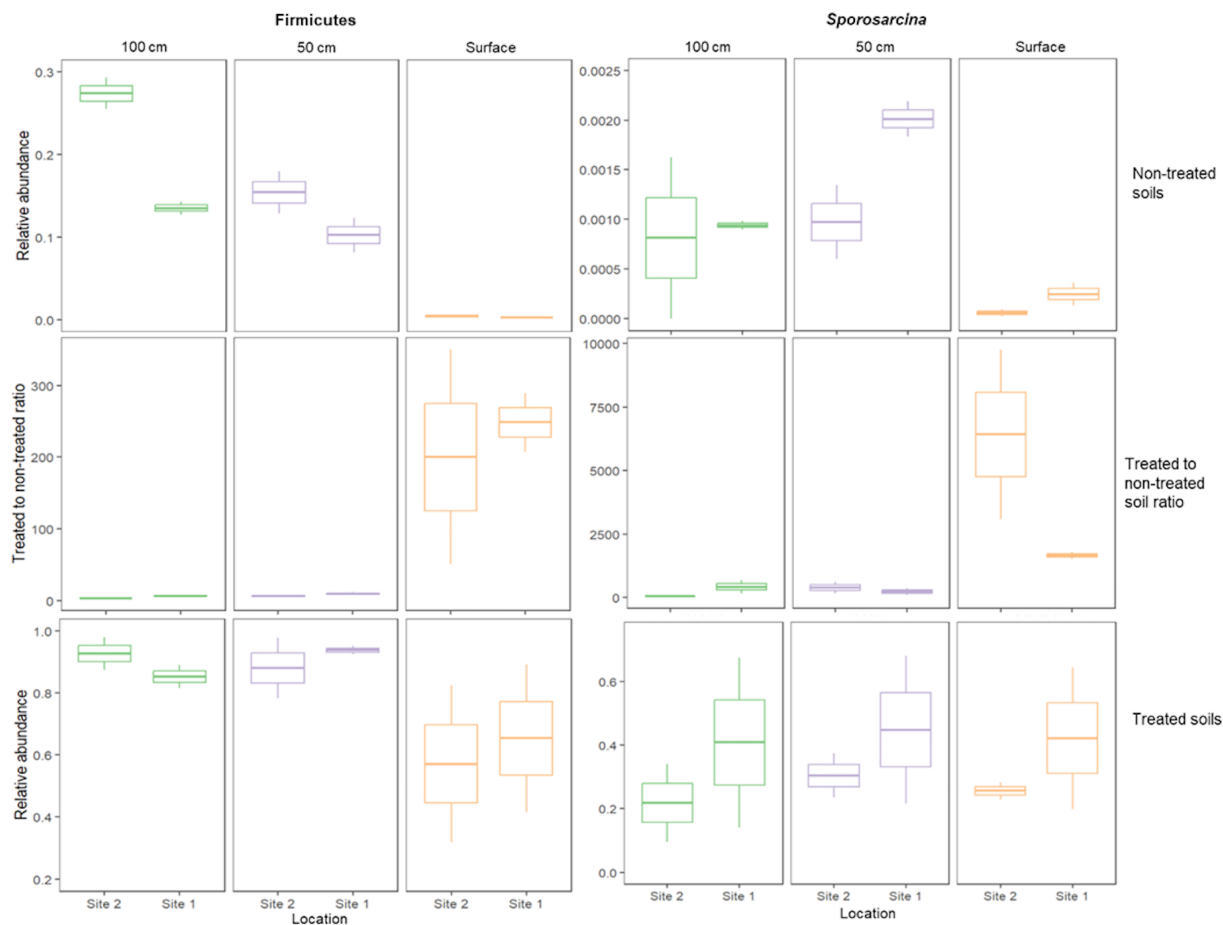 Firmicutes
Sporosarcina
100 cm
50 cm
Surface
100 cm
50 cm
Surface
Relative abundance
0.3
0.2
0.1
0.0
0.0025
0.0020
0.0015
0.0010
0.0005
0.0000
Non-treated
soils
Treated to non-treated ratio
300
200
100
0
10000
7500
5000
2500
0
Treated to
non-treated
soil ratio
Relative abundance
1.0
0.8
0.6
0.4
0.2
0.6
0.4
0.2
0.0
Treated soils
Site 2
Site 1
Site 2
Site 1
Site 2
Site 1
Site 2
Site 1
Site 2
Site 1
Site 2
Site 1
Location
Location